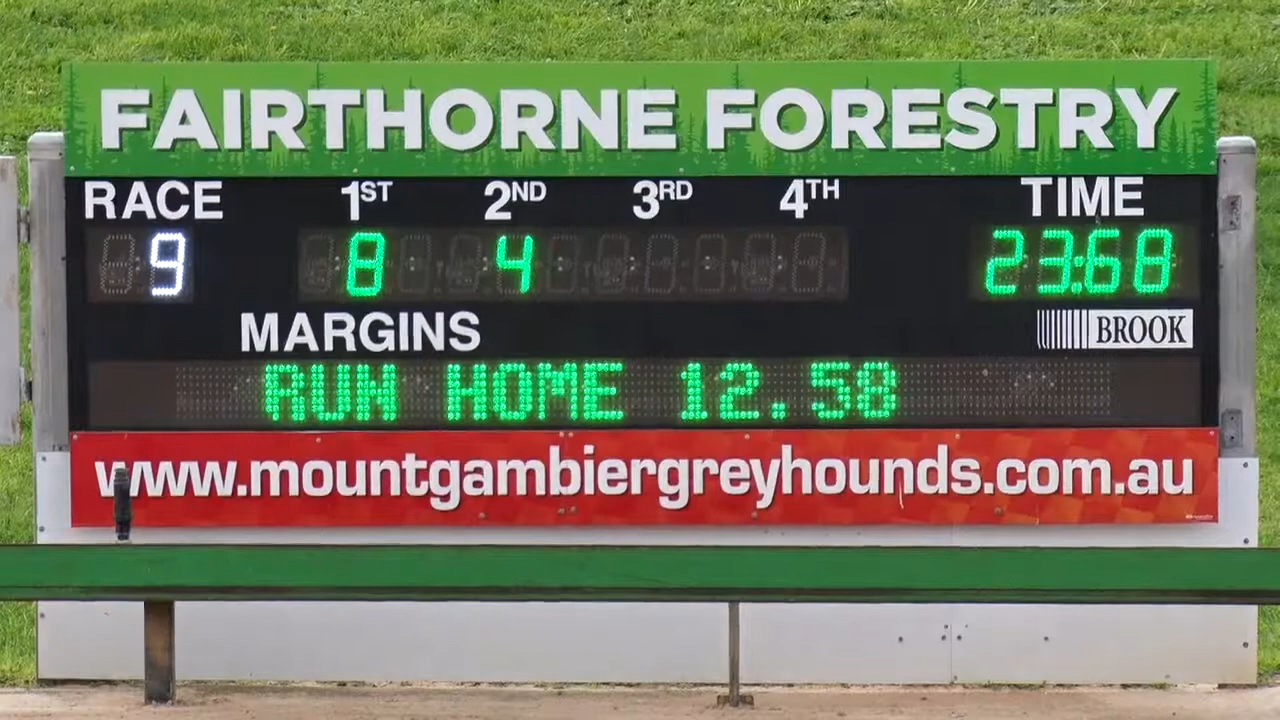 FAIRTHORNE FORESTRY
RACE 1ST 2ND 3RD 4TH TIME
9 8 4 23:68
MARGINS BROOK
RUN HOME 12.58
www.mountgambiergreyhounds.com.au